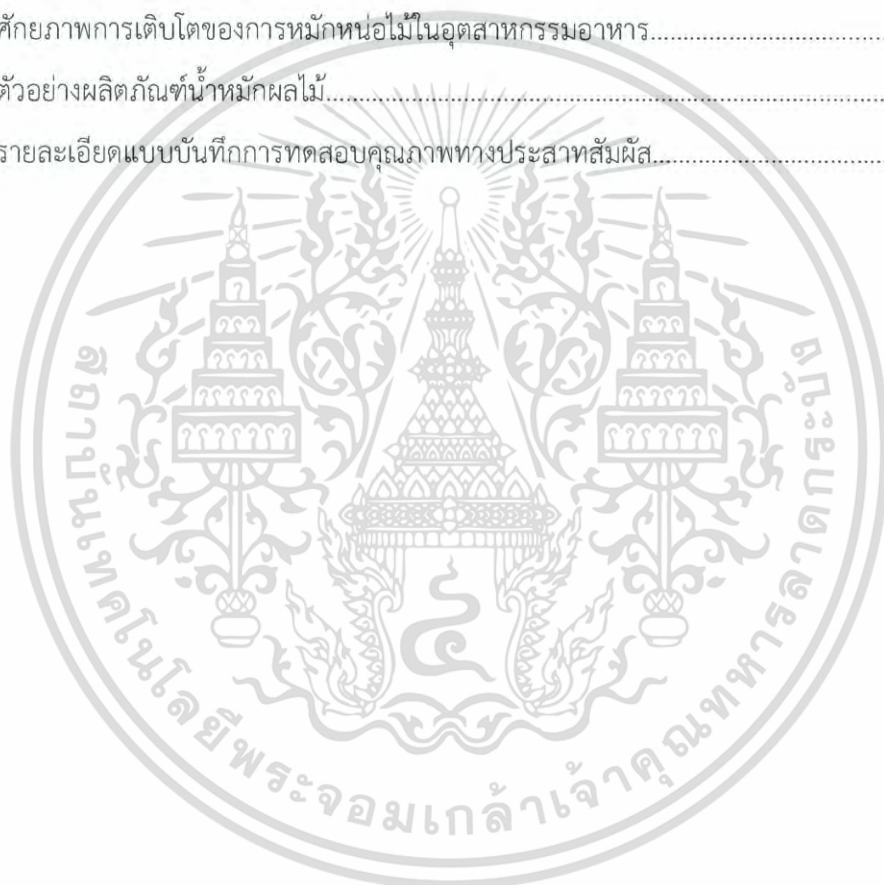 ศักยภาพการเติบโตของการหมักหน่อไม้ในอุตสาหกรรมอาหาร
ตัวอย่างผลิตภัณฑ์น้ำหมักผลไม้
รายละเอียดแบบบันทึกการทดสอบคุณภาพทางประสาทสัมผัส
สถาบันเทคโนโลยีพระจอมเกล้าเจ้าคุณทหารลาดกระบัง
๔